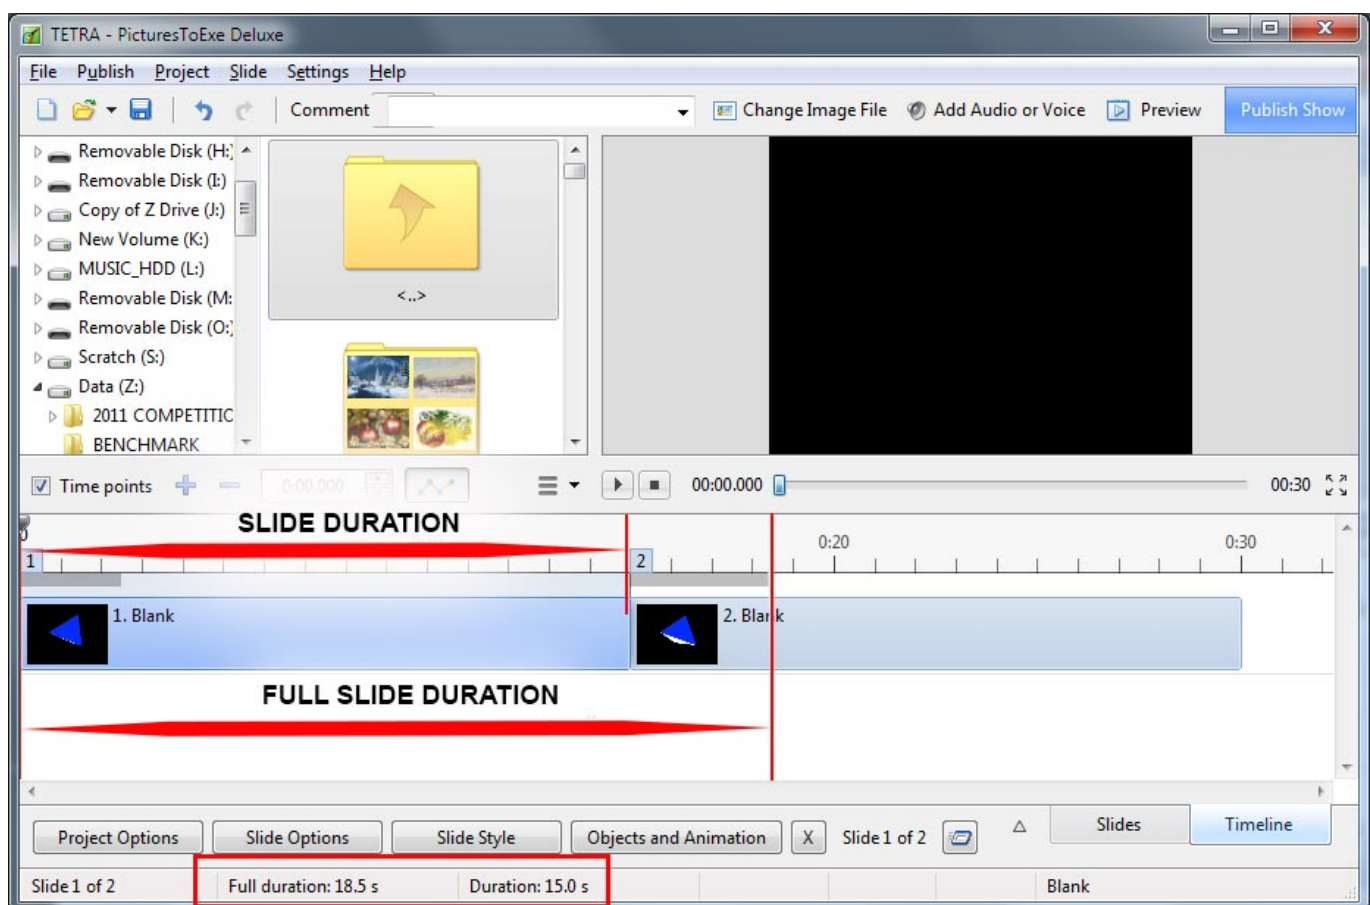 TETRA - PicturesToExe Deluxe
File Publish Project Slide Settings Help
Comment Change Image File Add Audio or Voice Preview Publish Show
Removable Disk (H:)
Removable Disk (I:)
Copy of Z Drive (J:)
New Volume (K:)
MUSIC_HDD (L:)
Removable Disk (M:
Removable Disk (O:)
Scratch (S:)
Data (Z:)
2011 COMPETITIC
BENCHMARK
<..>
Time points 0:00.000 00:00.000 00:30
SLIDE DURATION
0 0:20 0:30
1 2
1. Blank 2. Blank
FULL SLIDE DURATION
Project Options Slide Options Slide Style Objects and Animation X Slide 1 of 2 Slides Timeline
Slide 1 of 2 Full duration: 18.5 s Duration: 15.0 s Blank